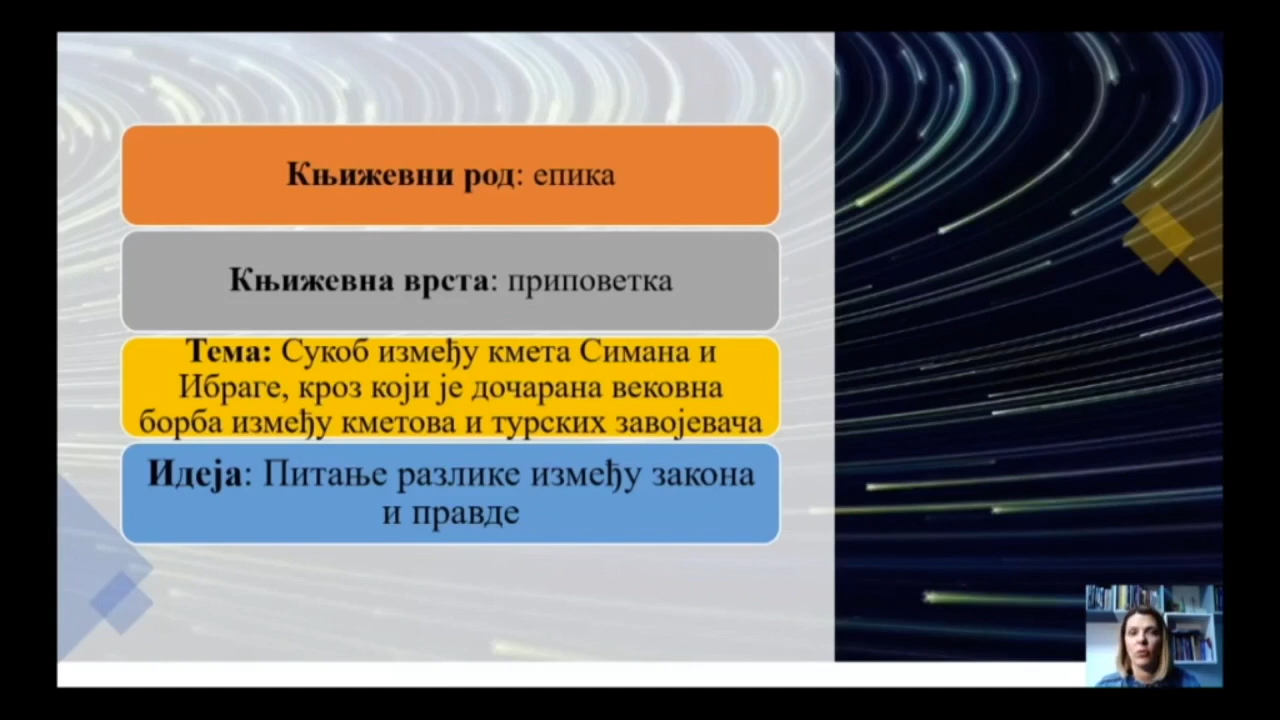 Књижевни род: епика
Књижевна врста: приповетка
Тема: Сукоб између кмета Симана и
Ибраге, кроз који је дочарана вековна
борба између кметова и турских завојевача
Идеја: Питање разлике између закона
и правде